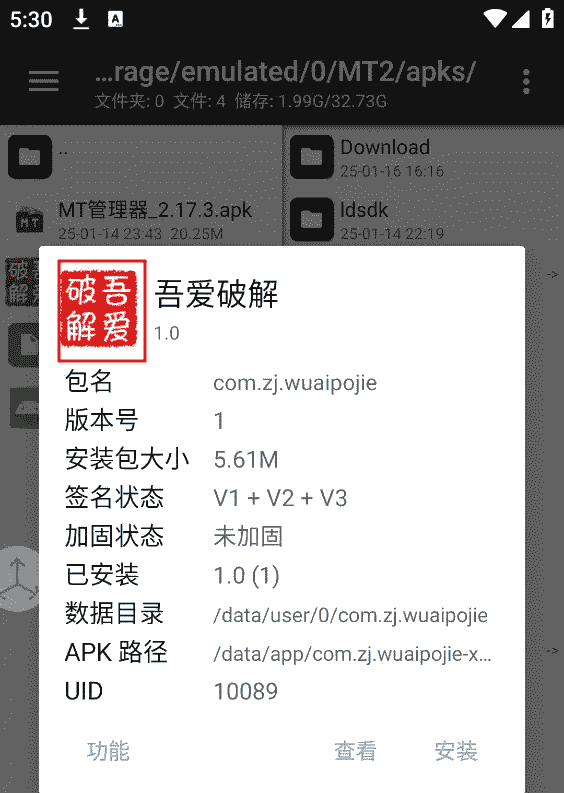 5:30
A
...rage/emulated/0/MT2/apks/
文件夹: 0 文件: 4 储存: 1.99G/32.73G
..
MT
MT管理器_2.17.3.apk
25-01-14 23:43 20.25M
Download
25-01-16 16:16
ldsdk
25-01-14 22:19
->
破吾
解爱
吾爱破解
1.0
包名 com.zj.wuaipojie
版本号 1
安装包大小 5.61M
签名状态 V1 + V2 + V3
加固状态 未加固
已安装 1.0 (1)
数据目录 /data/user/0/com.zj.wuaipojie
APK 路径 /data/app/com.zj.wuaipojie-x...
->
UID 10089
功能 查看 安装